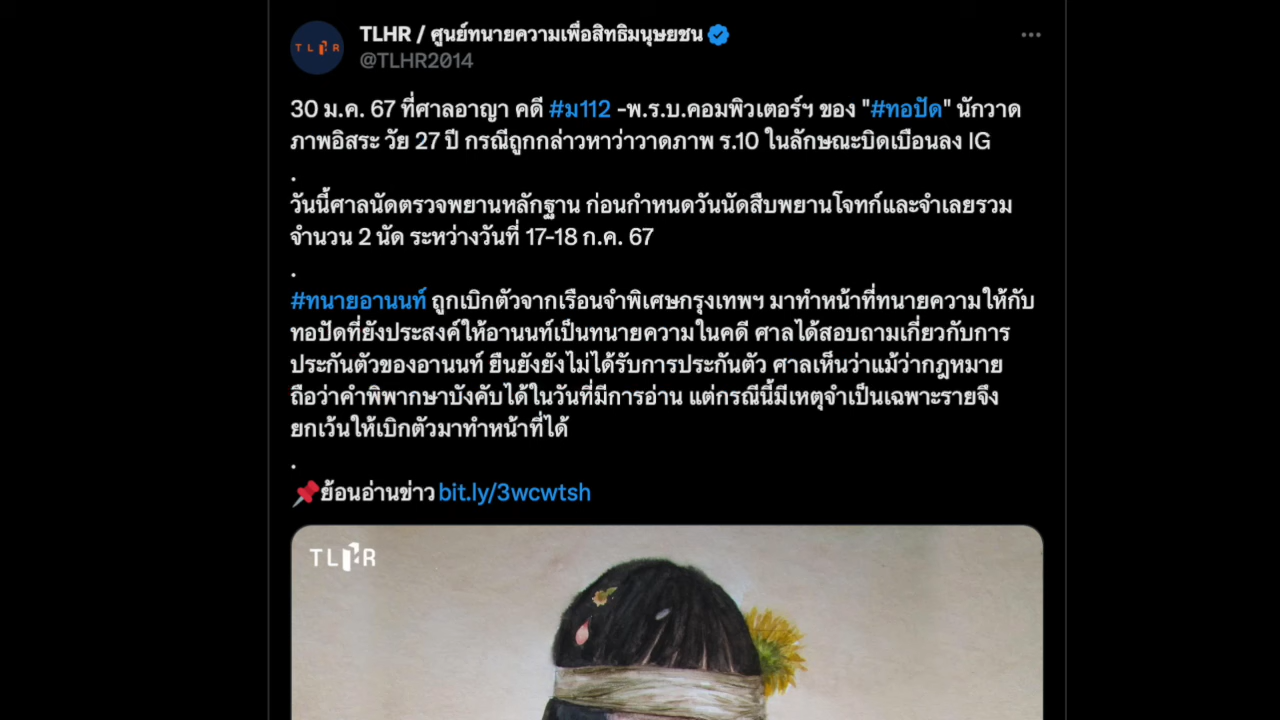 TLHR
TLHR / ศูนย์ทนายความเพื่อสิทธิมนุษยชน
@TLHR2014
30 ม.ค. 67 ที่ศาลอาญา คดี #ม112 -พ.ร.บ.คอมพิวเตอร์ฯ ของ "#ทอปัด" นักวาด
ภาพอิสระ วัย 27 ปี กรณีถูกกล่าวหาว่าวาดภาพ ร.10 ในลักษณะบิดเบือนลง IG
.
วันนี้ศาลนัดตรวจพยานหลักฐาน ก่อนกำหนดวันนัดสืบพยานโจทก์และจำเลยรวม
จำนวน 2 นัด ระหว่างวันที่ 17-18 ก.ค. 67
.
#ทนายอานนท์ ถูกเบิกตัวจากเรือนจำพิเศษกรุงเทพฯ มาทำหน้าที่ทนายความให้กับ
ทอปัดที่ยังประสงค์ให้อานนท์เป็นทนายความในคดี ศาลได้สอบถามเกี่ยวกับการ
ประกันตัวของอานนท์ ยืนยังยังไม่ได้รับการประกันตัว ศาลเห็นว่าแม้ว่ากฎหมาย
ถือว่าคำพิพากษาบังคับได้ในวันที่มีการอ่าน แต่กรณีนี้มีเหตุจำเป็นเฉพาะรายจึง
ยกเว้นให้เบิกตัวมาทำหน้าที่ได้
.
📌ย้อนอ่านข่าว bit.ly/3wcwtsh
TLHR